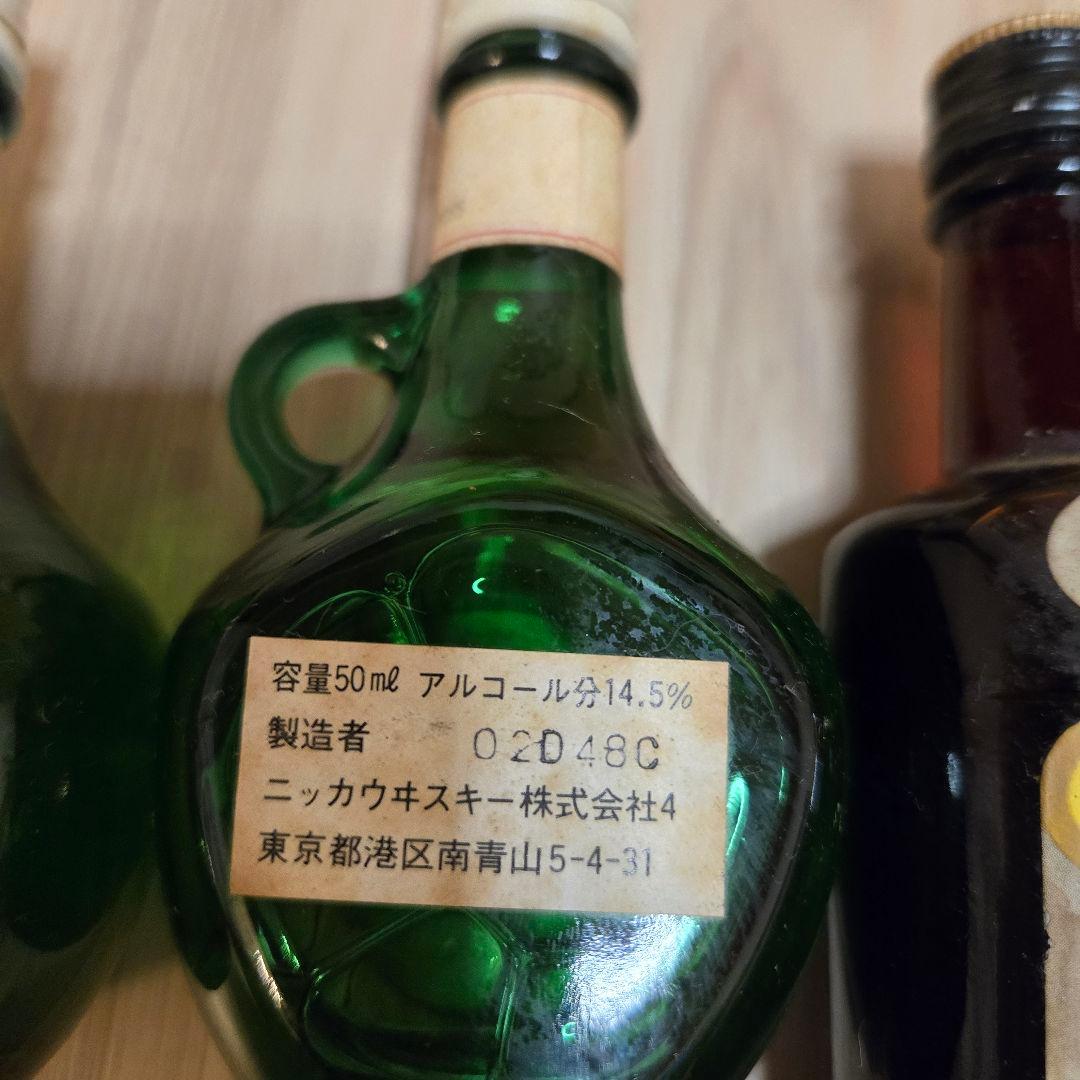 容量50㎖ アルコール分14.5%
製造者 02D48C
ニッカウヰスキー株式会社4
東京都港区南青山5-4-31